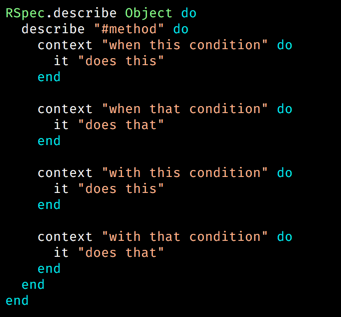 RSpec.describe Object do
  describe "#method" do
    context "when this condition" do
      it "does this"
    end

    context "when that condition" do
      it "does that"
    end

    context "with this condition" do
      it "does this"
    end

    context "with that condition" do
      it "does that"
    end
  end
end